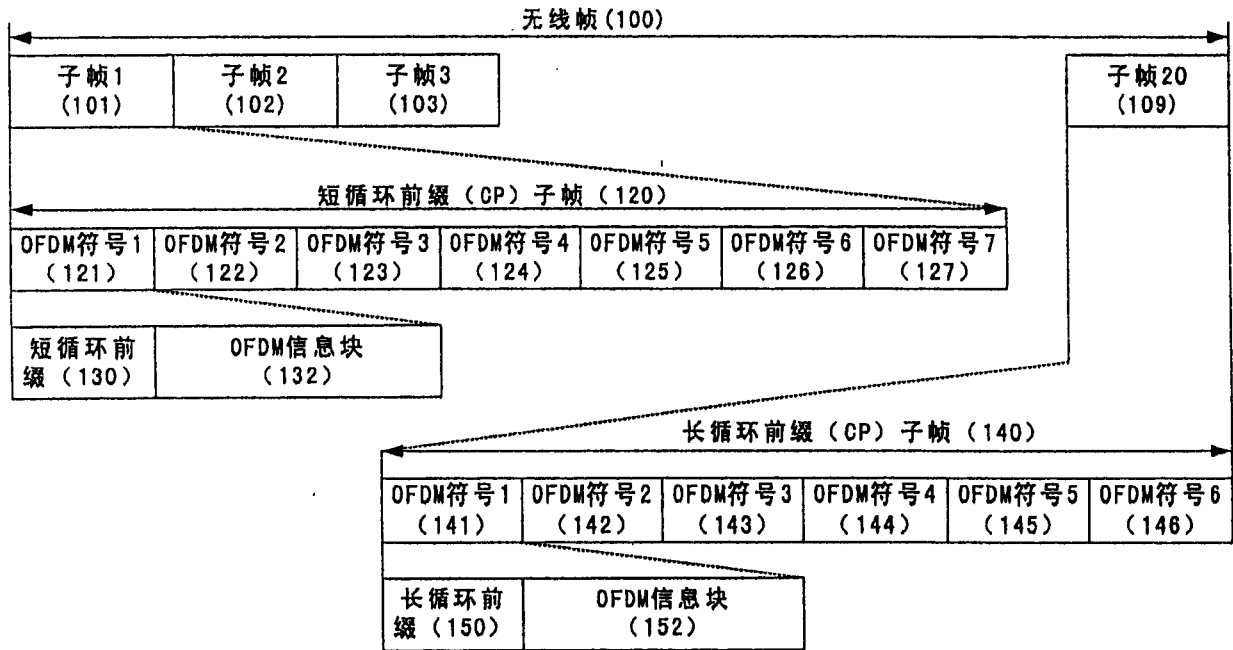 无线帧(100)
子帧1 子帧2 子帧3 子帧20
(101) (102) (103) (109)
短循环前缀（CP）子帧（120）
OFDM符号1 OFDM符号2 OFDM符号3 OFDM符号4 OFDM符号5 OFDM符号6 OFDM符号7
（121） （122） （123） （124） （125） （126） （127）
短循环前 OFDM信息块
缀（130） （132）
长循环前缀（CP）子帧（140）
OFDM符号1 OFDM符号2 OFDM符号3 OFDM符号4 OFDM符号5 OFDM符号6
（141） （142） （143） （144） （145） （146）
长循环前 OFDM信息块
缀（150） （152）